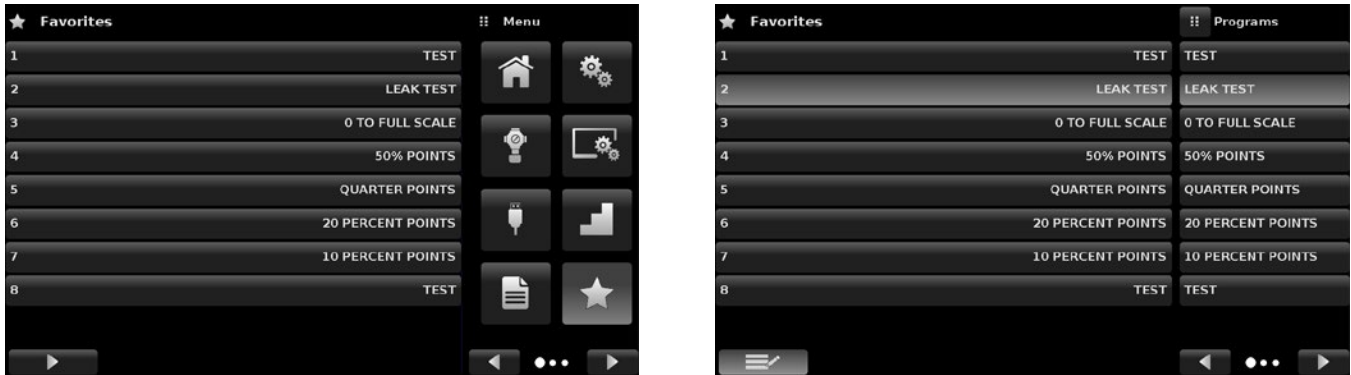 Favorites Menu
1 TEST
2 LEAK TEST
3 0 TO FULL SCALE
4 50% POINTS
5 QUARTER POINTS
6 20 PERCENT POINTS
7 10 PERCENT POINTS
8 TEST
Favorites Programs
1 TEST TEST
2 LEAK TEST LEAK TEST
3 0 TO FULL SCALE 0 TO FULL SCALE
4 50% POINTS 50% POINTS
5 QUARTER POINTS QUARTER POINTS
6 20 PERCENT POINTS 20 PERCENT POINTS
7 10 PERCENT POINTS 10 PERCENT POINTS
8 TEST TEST